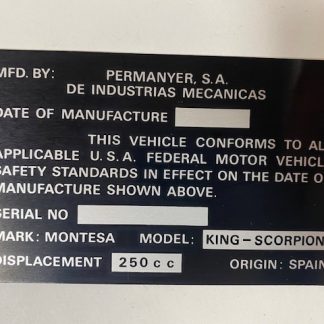 MFD. BY: PERMANYER, S.A.
DE INDUSTRIAS MECANICAS
DATE OF MANUFACTURE
THIS VEHICLE CONFORMS TO AL
APPLICABLE U.S.A. FEDERAL MOTOR VEHICL
SAFETY STANDARDS IN EFFECT ON THE DATE O
MANUFACTURE SHOWN ABOVE.
SERIAL NO
MARK: MONTESA MODEL: KING-SCORPION
DISPLACEMENT 250cc ORIGIN: SPAIN